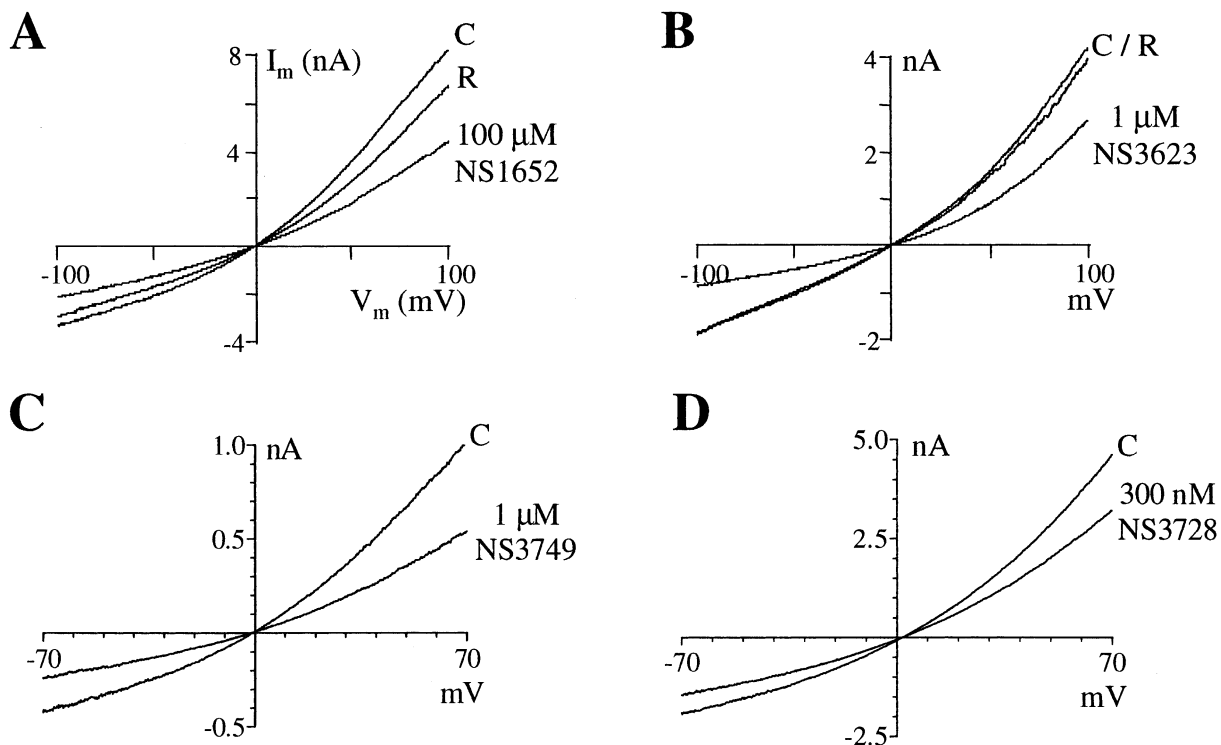 A
8
I_m (nA)
C
R
100 μM
NS1652
4
-100
100
V_m (mV)
-4
B
4
nA
C / R
1 μM
NS3623
2
-100
100
mV
-2
C
1.0
nA
C
1 μM
NS3749
0.5
-70
70
mV
-0.5
D
5.0
nA
C
300 nM
NS3728
2.5
-70
70
mV
-2.5